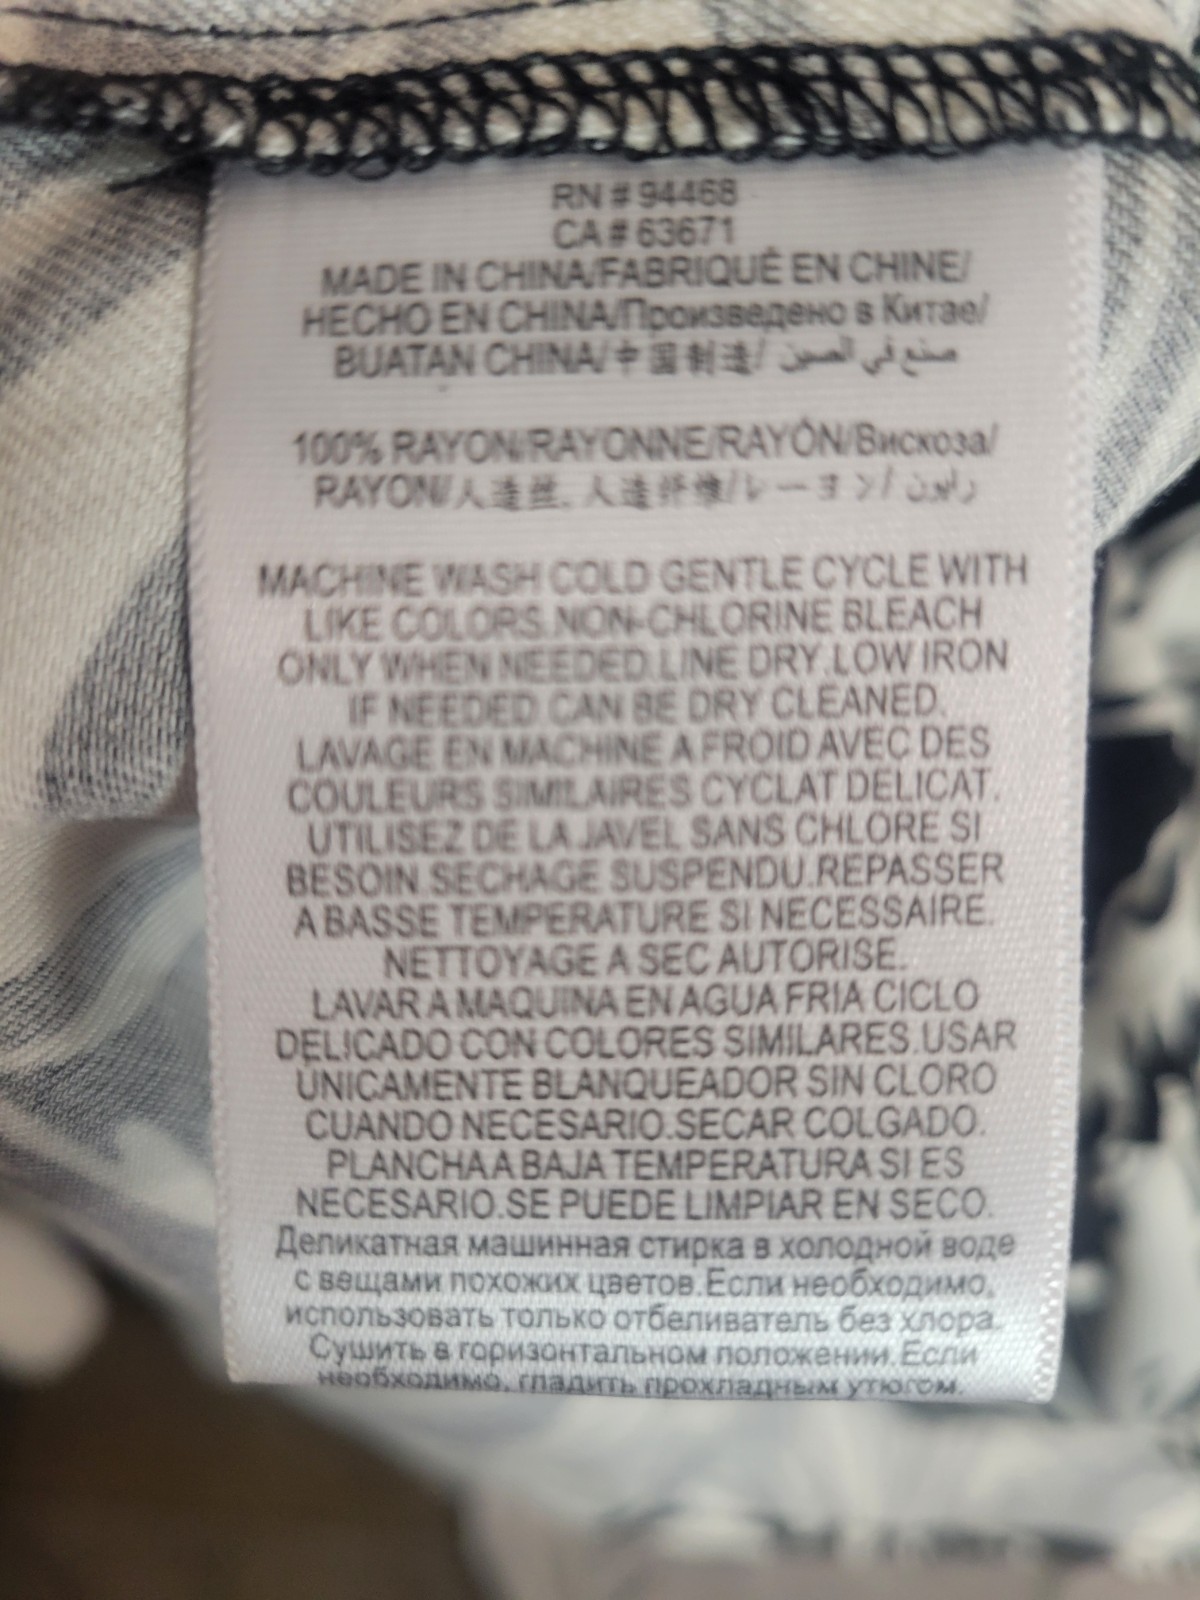 RN # 94468
CA # 63671
MADE IN CHINA/FABRIQUÉ EN CHINE/
HECHO EN CHINA/Произведено в Китае/
BUATAN CHINA/中国制造/ صنع في الصين
100% RAYON/RAYONNE/RAYÓN/Вискоза/
RAYON/人造丝, 人造纤维/レーヨン/ رايون
MACHINE WASH COLD GENTLE CYCLE WITH
LIKE COLORS.NON-CHLORINE BLEACH
ONLY WHEN NEEDED.LINE DRY.LOW IRON
IF NEEDED.CAN BE DRY CLEANED.
LAVAGE EN MACHINE A FROID AVEC DES
COULEURS SIMILAIRES CYCLAT DELICAT.
UTILISEZ DE LA JAVEL SANS CHLORE SI
BESOIN.SECHAGE SUSPENDU.REPASSER
A BASSE TEMPERATURE SI NECESSAIRE.
NETTOYAGE A SEC AUTORISE.
LAVAR A MAQUINA EN AGUA FRIA CICLO
DELICADO CON COLORES SIMILARES.USAR
ÚNICAMENTE BLANQUEADOR SIN CLORO
CUANDO NECESARIO.SECAR COLGADO.
PLANCHA A BAJA TEMPERATURA SI ES
NECESARIO.SE PUEDE LIMPIAR EN SECO.
Деликатная машинная стирка в холодной воде
с вещами похожих цветов.Если необходимо,
использовать только отбеливатель без хлора.
Сушить в горизонтальном положении.Если
необходимо, гладить прохладным утюгом.